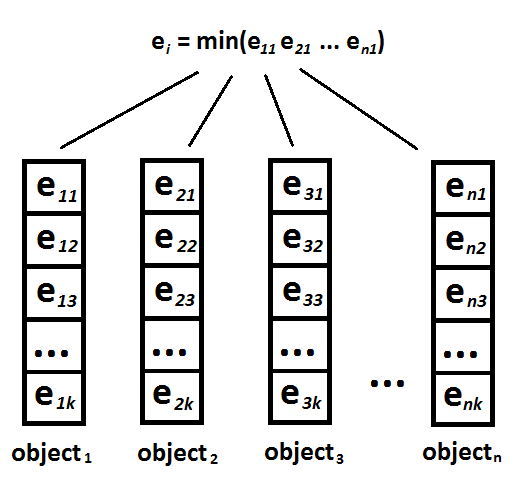 eᵢ = min(e₁₁ e₂₁ ... eₙ₁)
e₁₁ e₂₁ e₃₁ eₙ₁
e₁₂ e₂₂ e₃₂ eₙ₂
e₁₃ e₂₃ e₃₃ eₙ₃
... ... ... ...
e₁ₖ e₂ₖ e₃ₖ ... eₙₖ
object₁ object₂ object₃ objectₙ